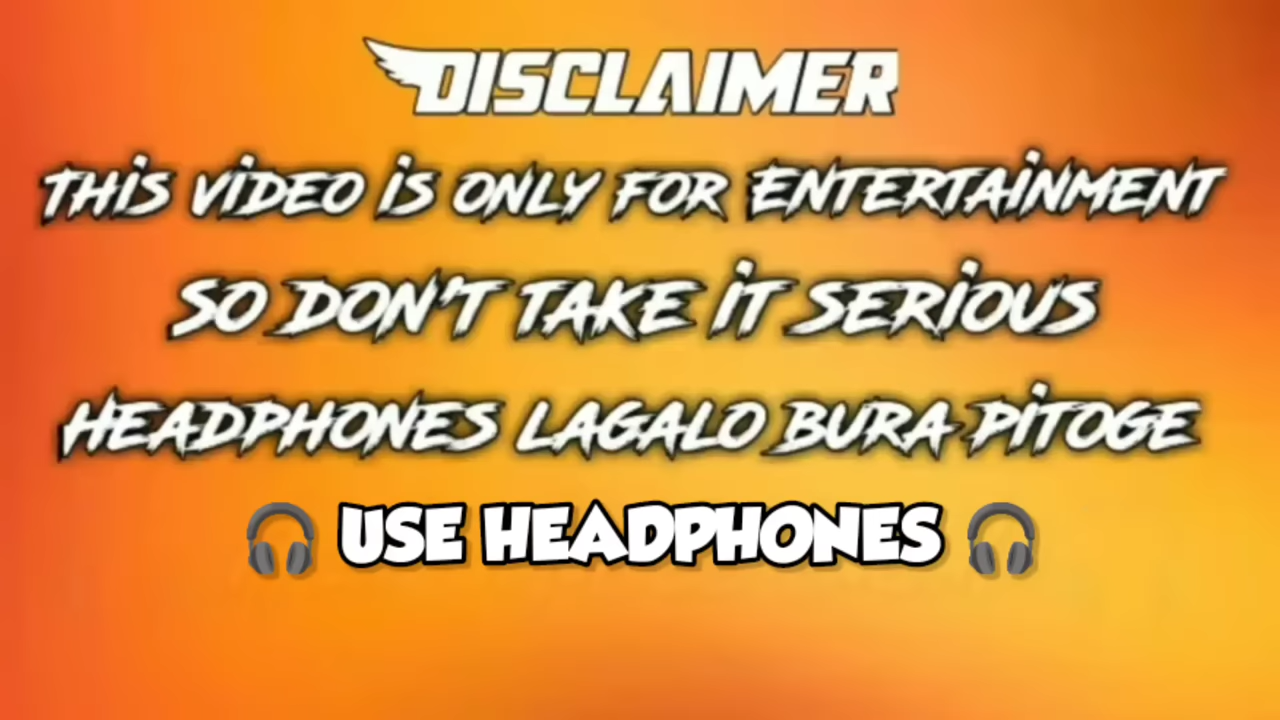 DISCLAIMER
THIS VIDEO IS ONLY FOR ENTERTAINMENT
SO DON'T TAKE IT SERIOUS
HEADPHONES LAGALO BURA PITOGE
🎧 USE HEADPHONES 🎧